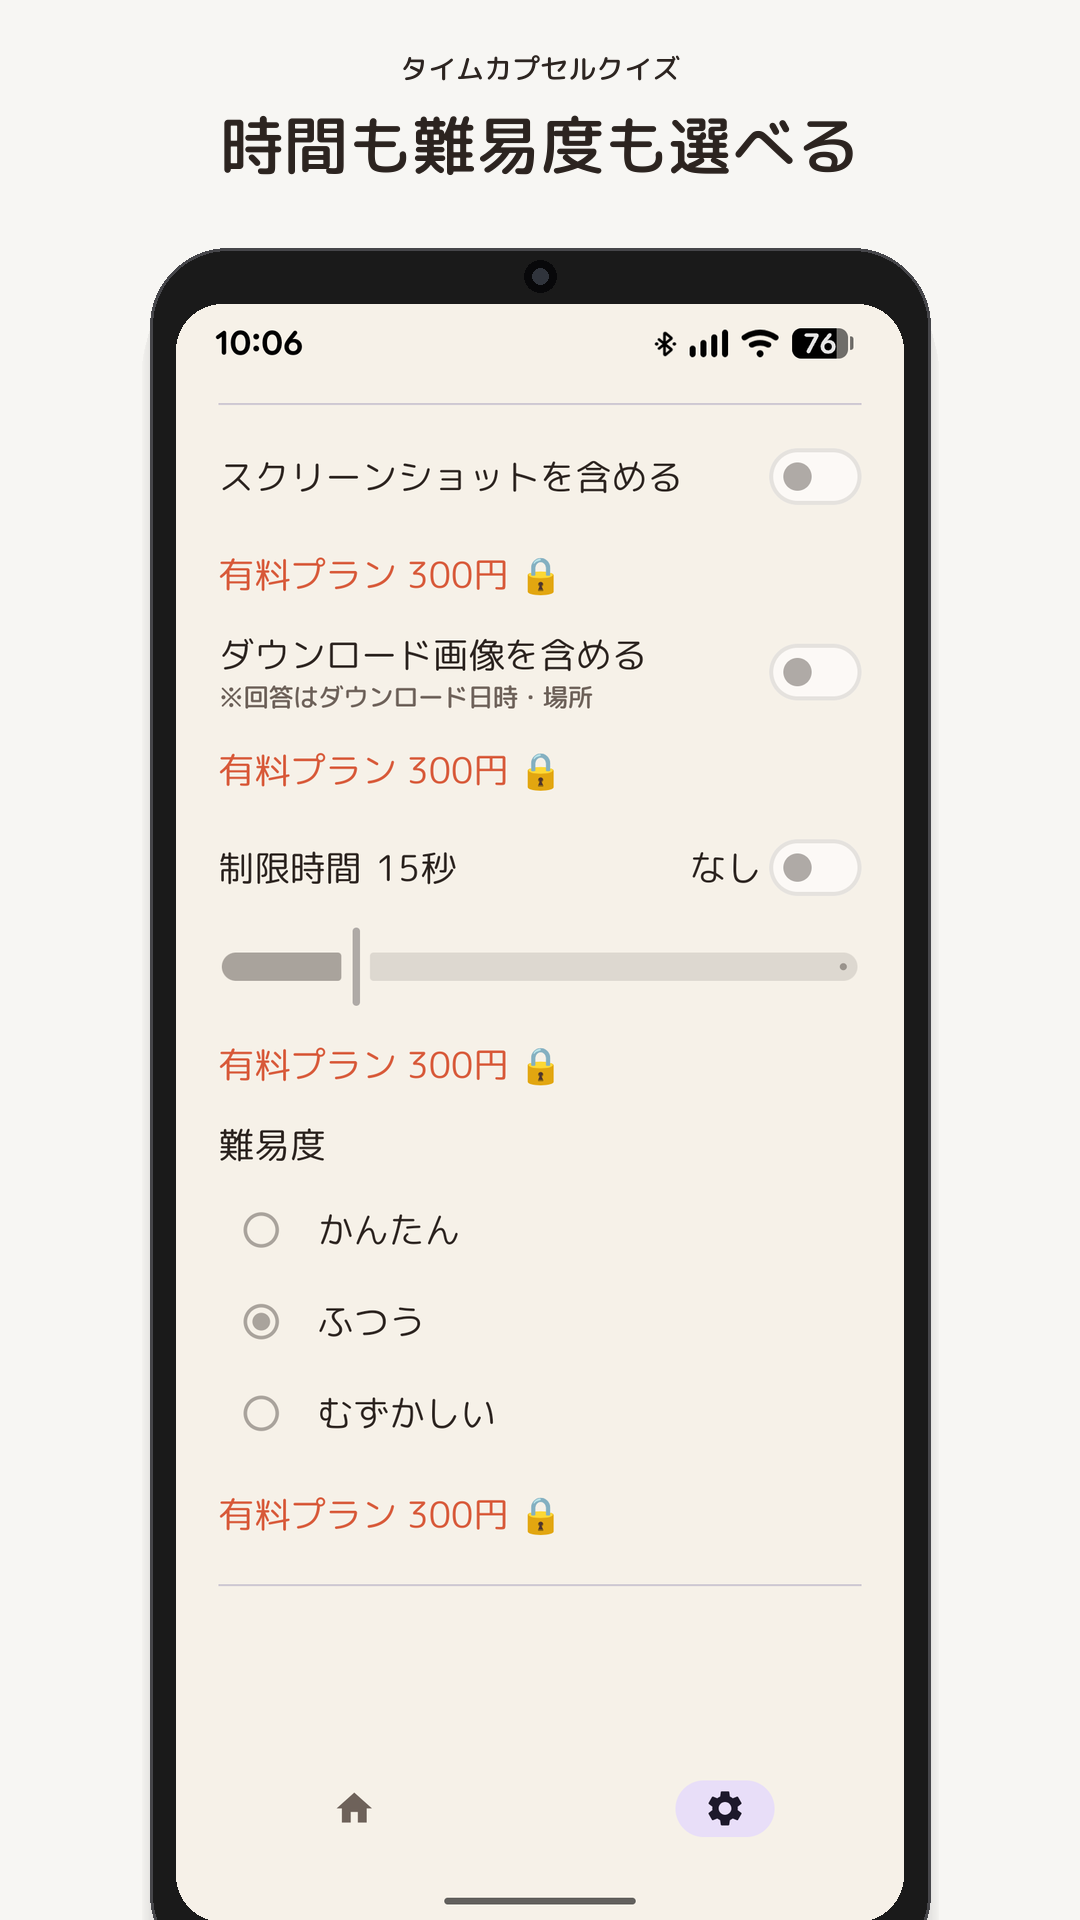 タイムカプセルクイズ
時間も難易度も選べる
10:06
76
スクリーンショットを含める
有料プラン 300円
ダウンロード画像を含める
※回答はダウンロード日時・場所
有料プラン 300円
制限時間 15秒 なし
有料プラン 300円
難易度
かんたん
ふつう
むずかしい
有料プラン 300円